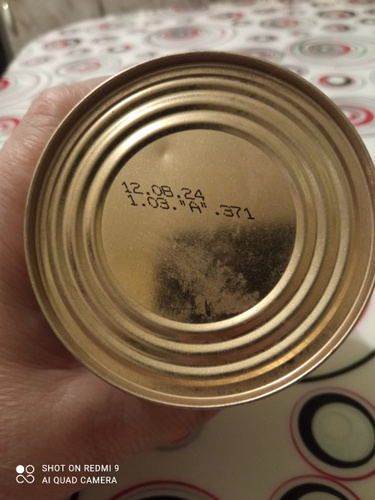 12.08.24
1.03."A".371
SHOT ON REDMI 9
AI QUAD CAMERA